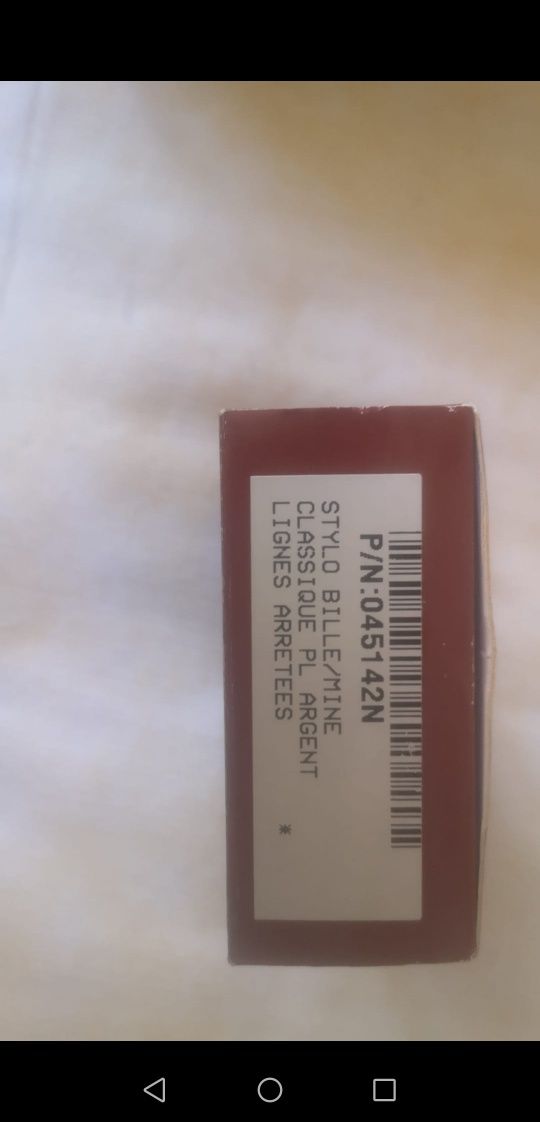 P/N:045142N
STYLO BILLE/MINE
CLASSIQUE PL ARGENT
LIGNES ARRETEES
*